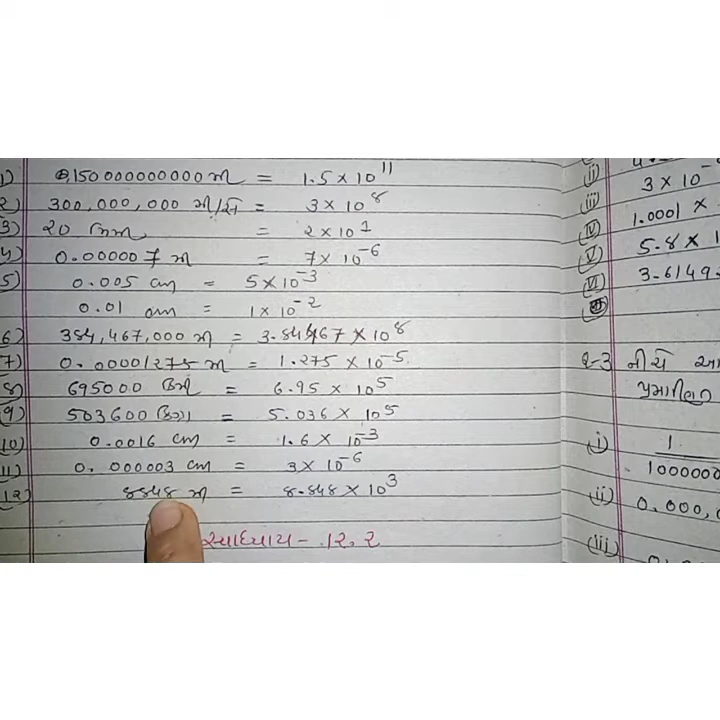 1) 150000000000 મી = 1.5 × 10^11
2) 300,000,000 મી/સે = 3 × 10^8
3) 20 = 2 × 10^1
4) 0.000007 મી = 7 × 10^-6
5) 0.005 cm = 5 × 10^-3
0.01 cm = 1 × 10^-2
6) 384,467,000 મી = 3.84467 × 10^8
7) 0.00001275 મી = 1.275 × 10^-5
8) 695000 = 6.95 × 10^5
9) 503600 = 5.036 × 10^5
10) 0.0016 cm = 1.6 × 10^-3
11) 0.000003 cm = 3 × 10^-6
12) 8848 મી = 8.848 × 10^3
સ્વાધ્યાય - 12.2
ii) 3 × 10^-
iii) 1.0001 ×
iv) 5.8 ×
v) 3.6149
vi)
2-3 નીચે
i) 1
1000000
ii) 0.000,
iii)